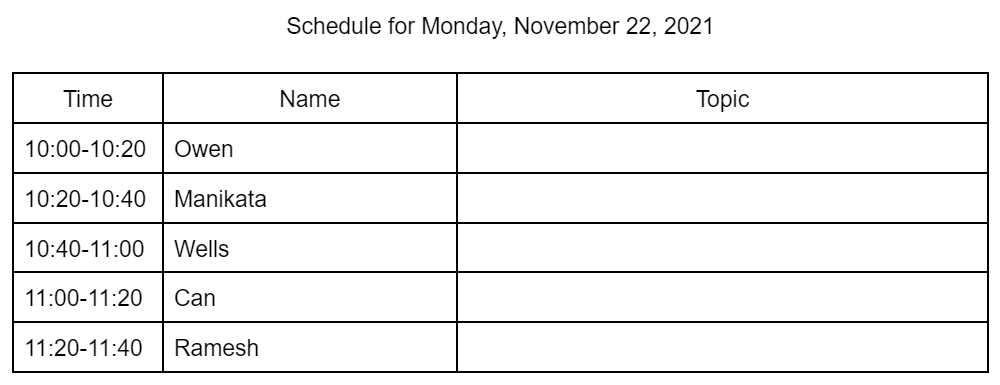 Schedule for Monday, November 22, 2021
Time Name Topic
10:00-10:20 Owen
10:20-10:40 Manikata
10:40-11:00 Wells
11:00-11:20 Can
11:20-11:40 Ramesh